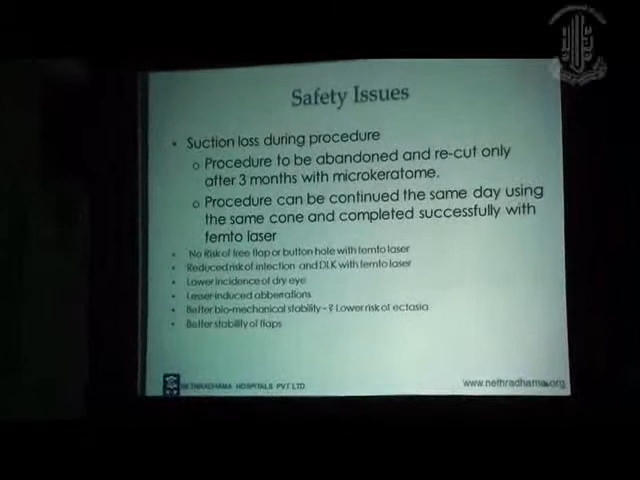 Safety Issues
• Suction loss during procedure
o Procedure to be abandoned and re-cut only
after 3 months with microkeratome.
o Procedure can be continued the same day using
the same cone and completed successfully with
femto laser
• No Risk of free flap or button hole with femto laser
• Reduced risk of infection and DLK with femto laser
• Lower incidence of dry eye
• Lesser induced abberrations
• Better bio-mechanical stability - ? Lower risk of ectasia
• Better stability of flaps
NETHRADHAMA HOSPITALS PVT LTD
www.nethradhama.org